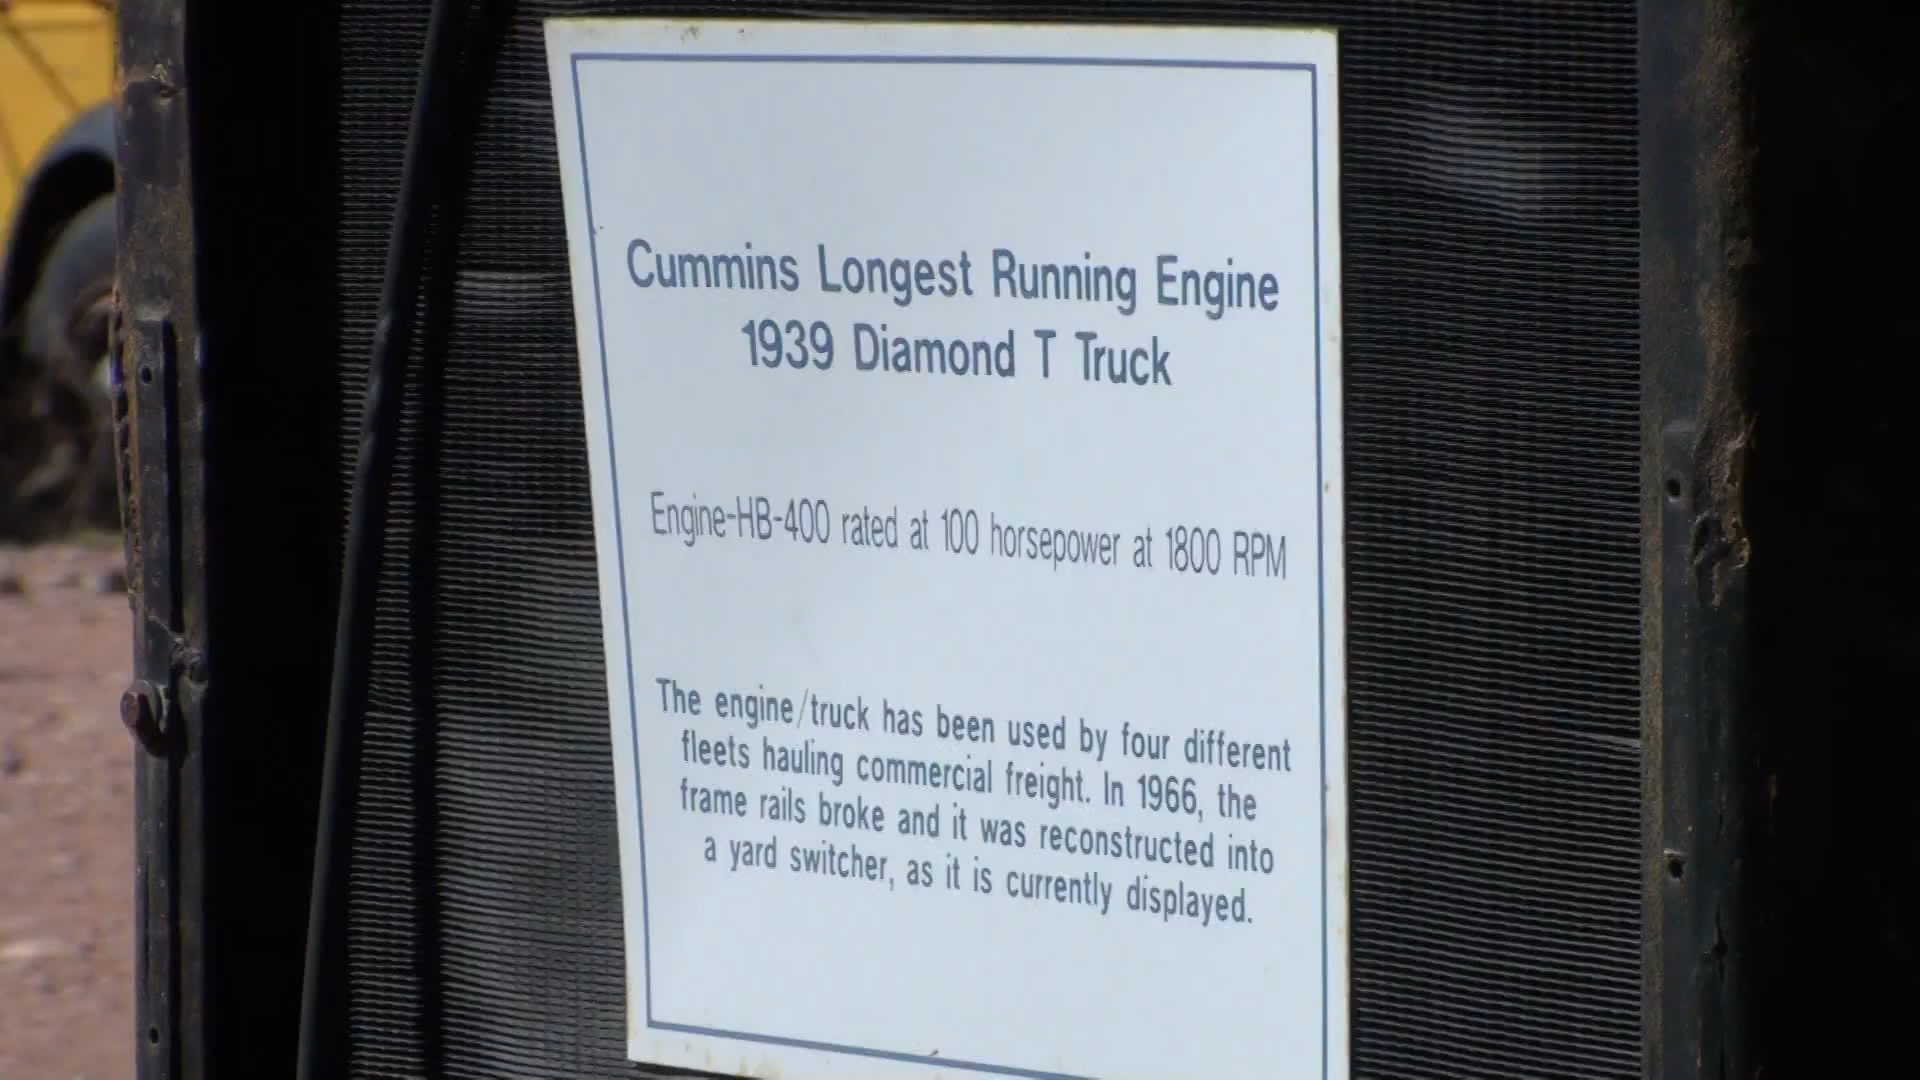 Cummins Longest Running Engine
1939 Diamond T Truck
Engine-HB-400 rated at 100 horsepower at 1800 RPM
The engine/truck has been used by four different
fleets hauling commercial freight. In 1966, the
frame rails broke and it was reconstructed into
a yard switcher, as it is currently displayed.